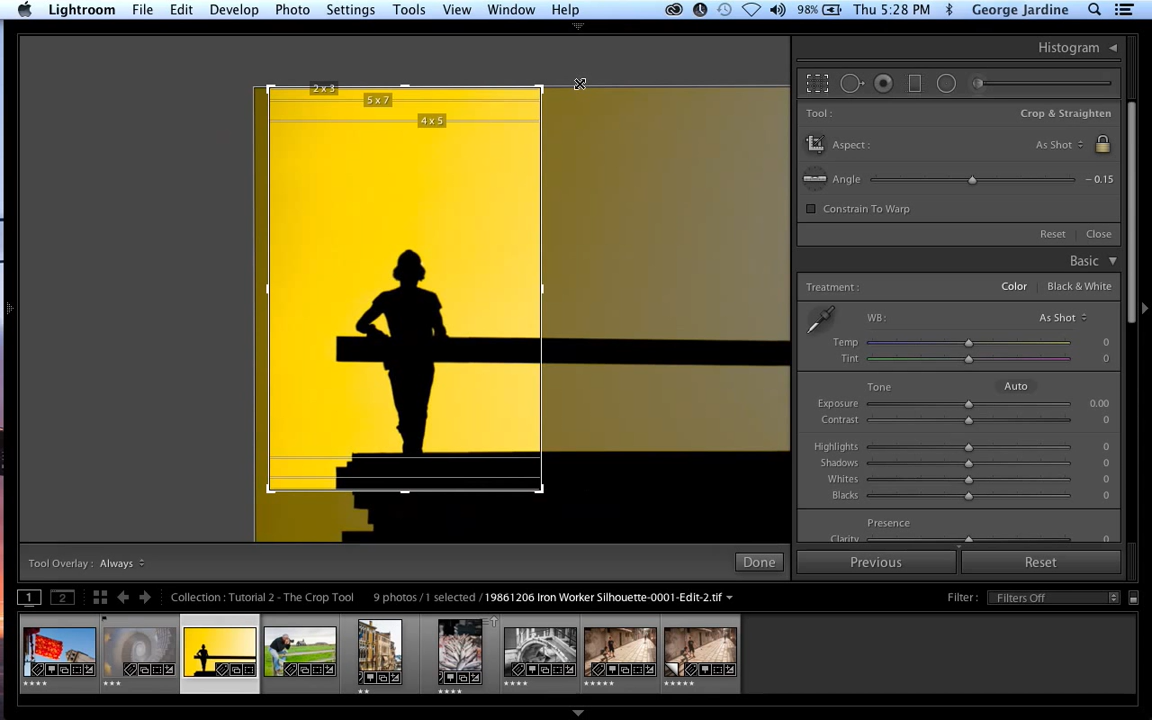 Lightroom File Edit Develop Photo Settings Tools View Window Help 98% Thu 5:28 PM George Jardine
Histogram
2 x 3
5 x 7
4 x 5
Tool : Crop & Straighten
Aspect : As Shot
Angle − 0.15
Constrain To Warp
Reset Close
Basic
Treatment : Color Black & White
WB : As Shot
Temp 0
Tint 0
Tone Auto
Exposure 0.00
Contrast 0
Highlights 0
Shadows 0
Whites 0
Blacks 0
Presence
Clarity 0
Tool Overlay : Always Done Previous Reset
1 2 Collection : Tutorial 2 - The Crop Tool 9 photos / 1 selected / 19861206 Iron Worker Silhouette-0001-Edit-2.tif Filter : Filters Off